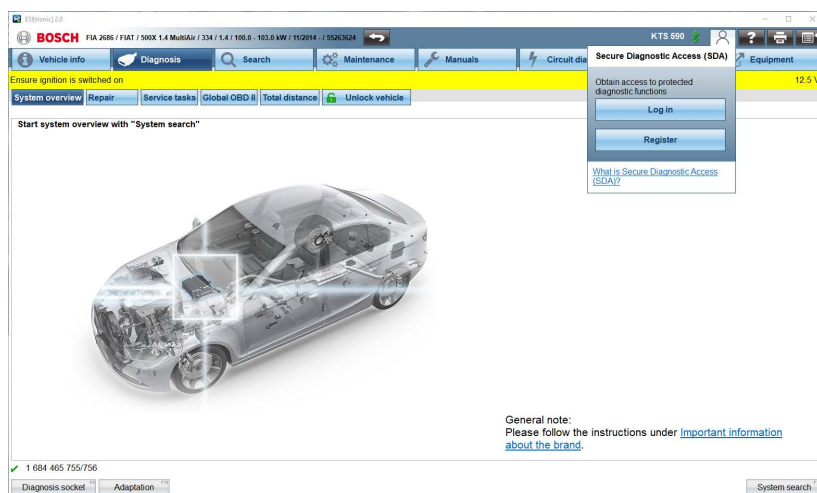 ESI[tronic] 2.0
BOSCH FIA 2686 / FIAT / 500X 1.4 MultiAir / 334 / 1.4 / 100.0 - 103.0 kW / 11/2014 - / 55263624
KTS 590
?
Vehicle info
Diagnosis
Search
Maintenance
Manuals
Circuit dia
Equipment
Ensure ignition is switched on
12.5 V
System overview
Repair
Service tasks
Global OBD II
Total distance
Unlock vehicle
Secure Diagnostic Access (SDA)
Obtain access to protected
diagnostic functions
Log in
Register
What is Secure Diagnostic Access
(SDA)?
Start system overview with "System search"
General note:
Please follow the instructions under Important information
about the brand.
1 684 465 755/756
Diagnosis socket
Adaptation
System search